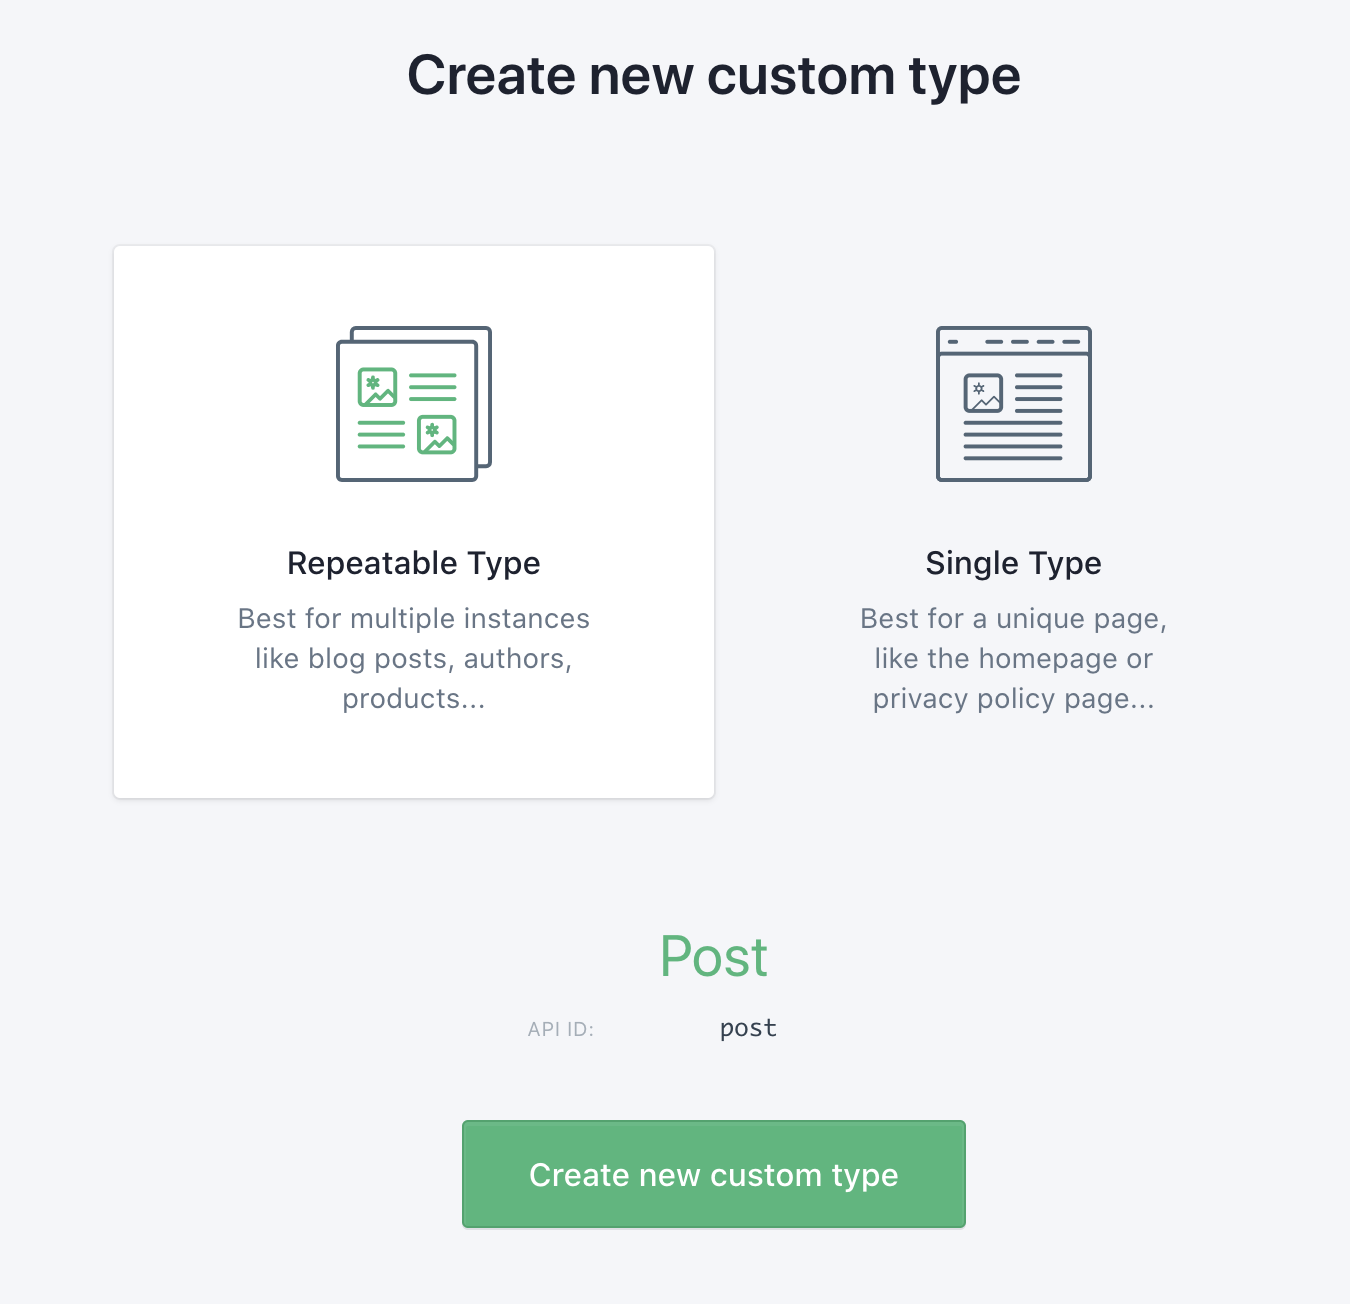 Create new custom type
Repeatable Type
Best for multiple instances
like blog posts, authors,
products...
Single Type
Best for a unique page,
like the homepage or
privacy policy page...
Post
API ID: post
Create new custom type